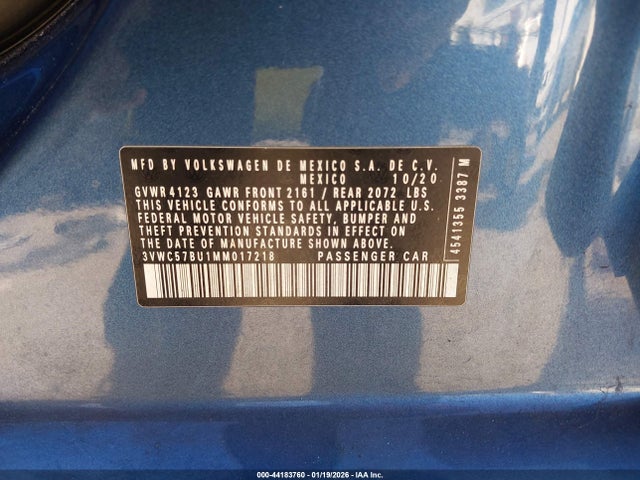 MFD BY VOLKSWAGEN DE MEXICO S.A. DE C.V.
MEXICO 10/20
GVWR 4123 GAWR FRONT 2161 / REAR 2072 LBS
THIS VEHICLE CONFORMS TO ALL APPLICABLE U.S.
FEDERAL MOTOR VEHICLE SAFETY, BUMPER AND
THEFT PREVENTION STANDARDS IN EFFECT ON
THE DATE OF MANUFACTURE SHOWN ABOVE.
3VWC57BU1MM017218 PASSENGER CAR
4541355 3387 M
000-44183760 - 01/19/2026 - IAA Inc.